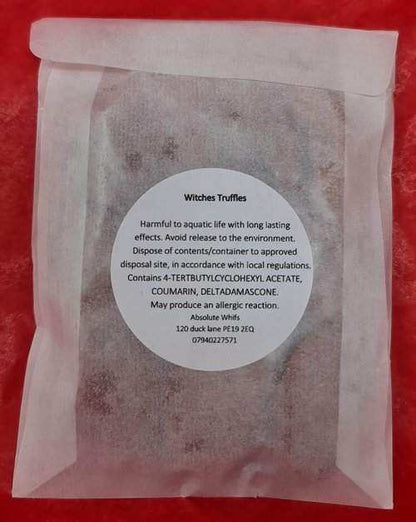 Witches Truffles
Harmful to aquatic life with long lasting
effects. Avoid release to the environment.
Dispose of contents/container to approved
disposal site, in accordance with local regulations.
Contains 4-TERTBUTYLCYCLOHEXYL ACETATE,
COUMARIN, DELTADAMASCONE.
May produce an allergic reaction.
Absolute Whifs
120 duck lane PE19 2EQ
07940227571